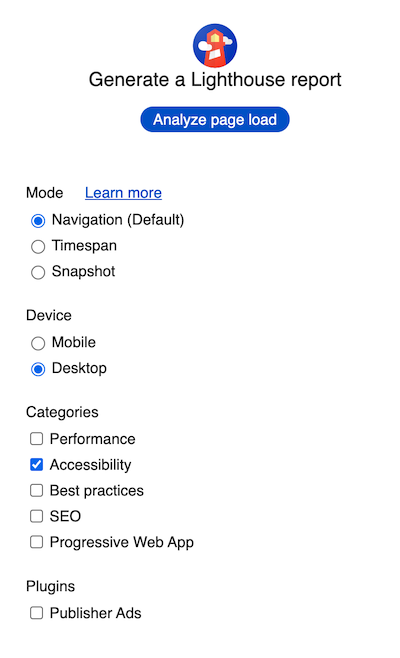 Generate a Lighthouse report
Analyze page load
Mode Learn more
Navigation (Default)
Timespan
Snapshot
Device
Mobile
Desktop
Categories
Performance
Accessibility
Best practices
SEO
Progressive Web App
Plugins
Publisher Ads